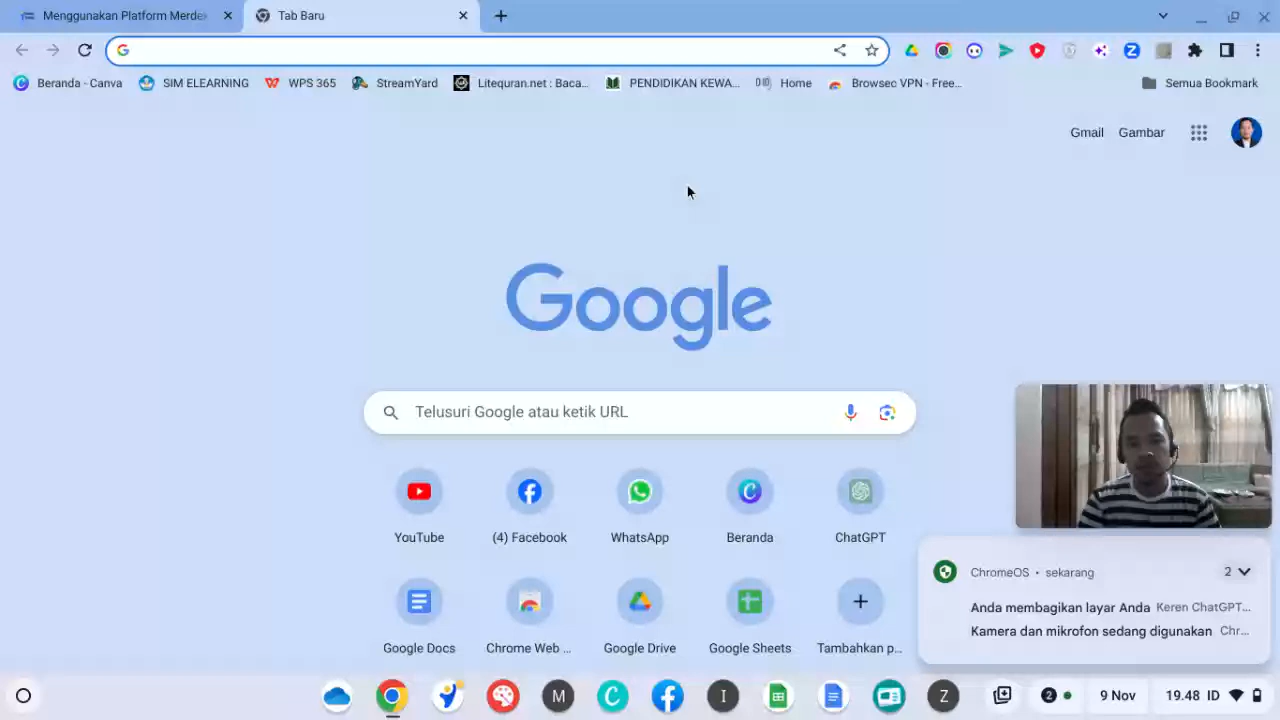 Menggunakan Platform Merdek
Tab Baru
Beranda - Canva
SIM ELEARNING
WPS 365
StreamYard
Litequran.net : Baca...
PENDIDIKAN KEWA...
Home
Browsec VPN - Free...
Semua Bookmark
Gmail
Gambar
Google
Telusuri Google atau ketik URL
YouTube
(4) Facebook
WhatsApp
Beranda
ChatGPT
Google Docs
Chrome Web ...
Google Drive
Google Sheets
Tambahkan p...
ChromeOS • sekarang
2
Anda membagikan layar Anda Keren ChatGPT...
Kamera dan mikrofon sedang digunakan Chr...
M
I
Z
2
9 Nov
19.48 ID